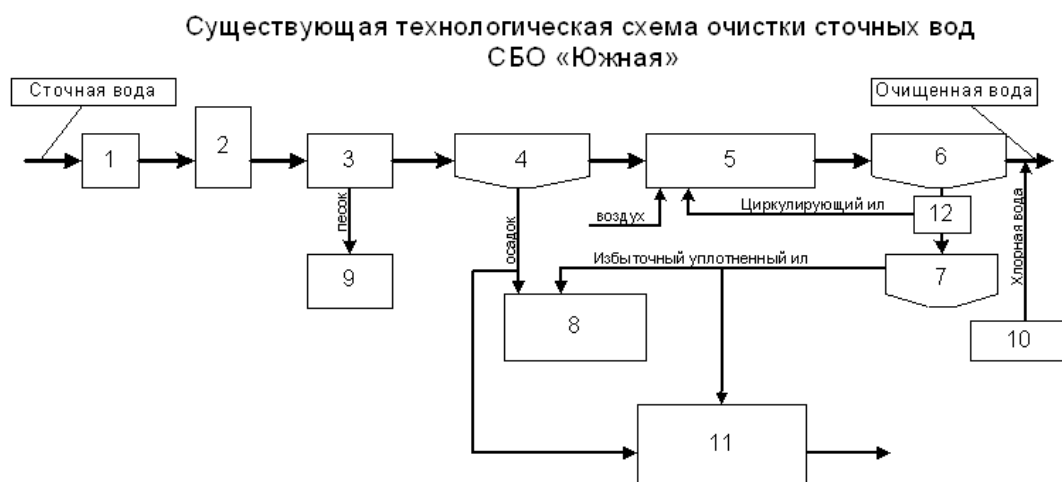 Существующая технологическая схема очистки сточных вод
СБО «Южная»
Сточная вода
Очищенная вода
1
2
3
4
5
6
песок
осадок
воздух
Циркулирующий ил
12
Хлорная вода
Избыточный уплотненный ил
9
8
7
10
11